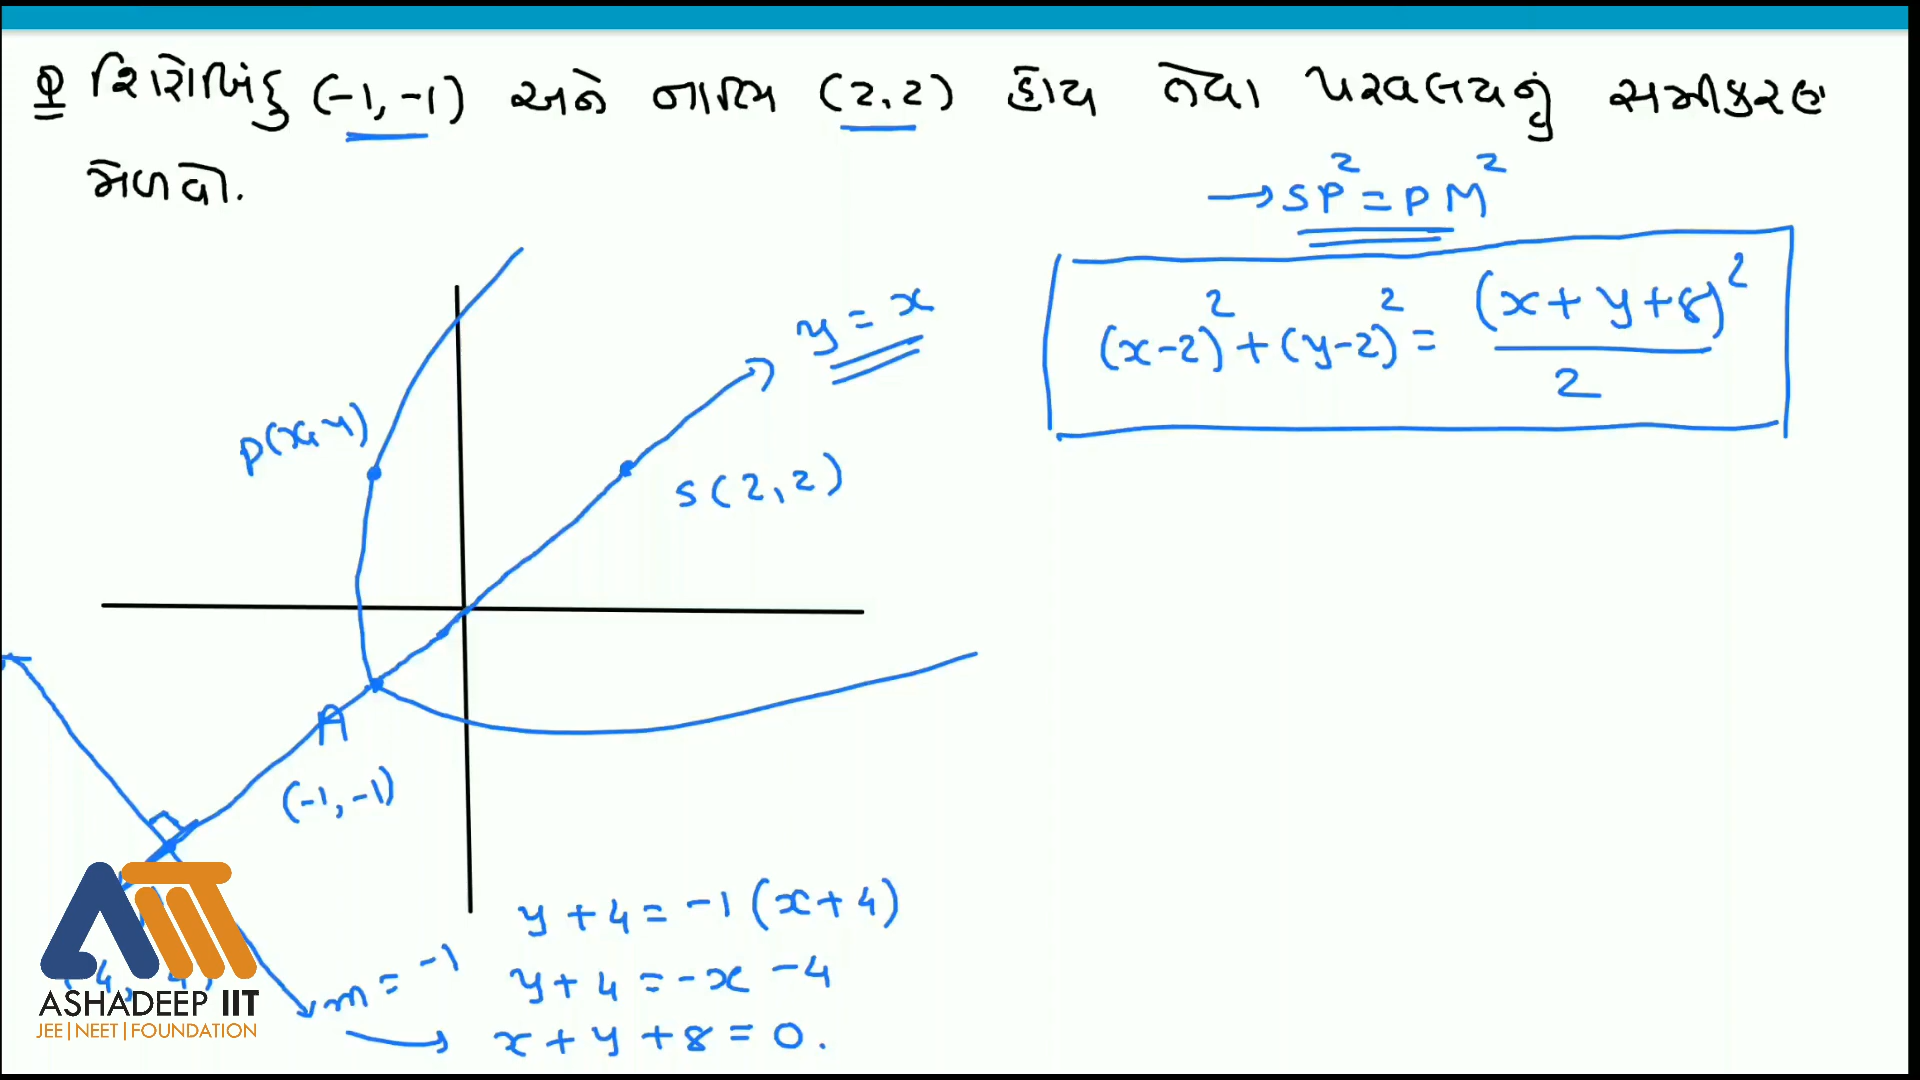 Q શિરોબિંદુ (-1, -1) અને નાભિ (2, 2) હોય તેવા પરવલયનું સમીકરણ
મેળવો.
→ SP² = PM²
(x-2)² + (y-2)² = (x+y+8)² / 2
y = x
P(x, y)
S(2, 2)
A
(-1, -1)
y + 4 = -1 (x + 4)
m = -1
y + 4 = -x - 4
→ x + y + 8 = 0.
ASHADEEP IIT
JEE | NEET | FOUNDATION